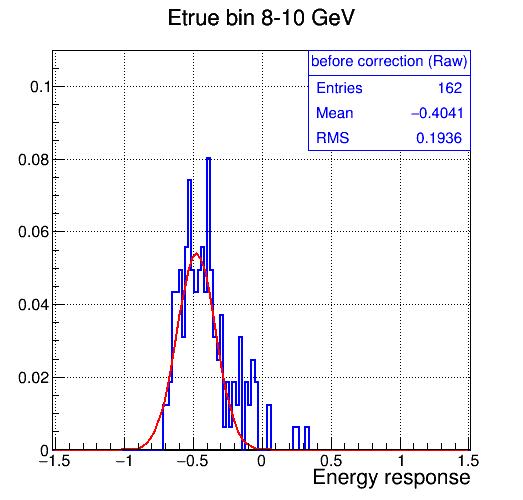 Etrue bin 8-10 GeV
before correction (Raw)
Entries 162
Mean −0.4041
RMS 0.1936
0.1
0.08
0.06
0.04
0.02
0
−1.5 −1 −0.5 0 0.5 1 1.5
Energy response